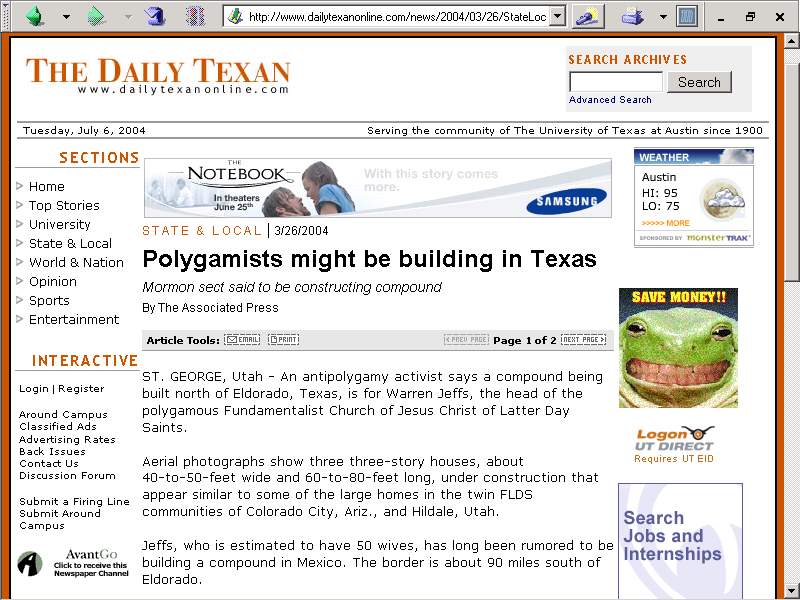 http://www.dailytexanonline.com/news/2004/03/26/StateLoc
THE DAILY TEXAN
www.dailytexanonline.com
SEARCH ARCHIVES
Search
Advanced Search
Tuesday, July 6, 2004
Serving the community of The University of Texas at Austin since 1900
SECTIONS
Home
Top Stories
University
State & Local
World & Nation
Opinion
Sports
Entertainment
INTERACTIVE
Login | Register
Around Campus
Classified Ads
Advertising Rates
Back Issues
Contact Us
Discussion Forum
Submit a Firing Line
Submit Around
Campus
AvantGo
Click to receive this
Newspaper Channel
THE
NOTEBOOK
In theaters
June 25th
With this story comes
more.
SAMSUNG
STATE & LOCAL | 3/26/2004
Polygamists might be building in Texas
Mormon sect said to be constructing compound
By The Associated Press
Article Tools: EMAIL PRINT
PREV PAGE Page 1 of 2 NEXT PAGE
ST. GEORGE, Utah - An antipolygamy activist says a compound being
built north of Eldorado, Texas, is for Warren Jeffs, the head of the
polygamous Fundamentalist Church of Jesus Christ of Latter Day
Saints.
Aerial photographs show three three-story houses, about
40-to-50-feet wide and 60-to-80-feet long, under construction that
appear similar to some of the large homes in the twin FLDS
communities of Colorado City, Ariz., and Hildale, Utah.
Jeffs, who is estimated to have 50 wives, has long been rumored to be
building a compound in Mexico. The border is about 90 miles south of
Eldorado.
WEATHER
Austin
HI: 95
LO: 75
>>>>> MORE
SPONSORED BY MONSTERTRAK
SAVE MONEY!!
Logon
UT DIRECT
Requires UT EID
Search
Jobs and
Internships